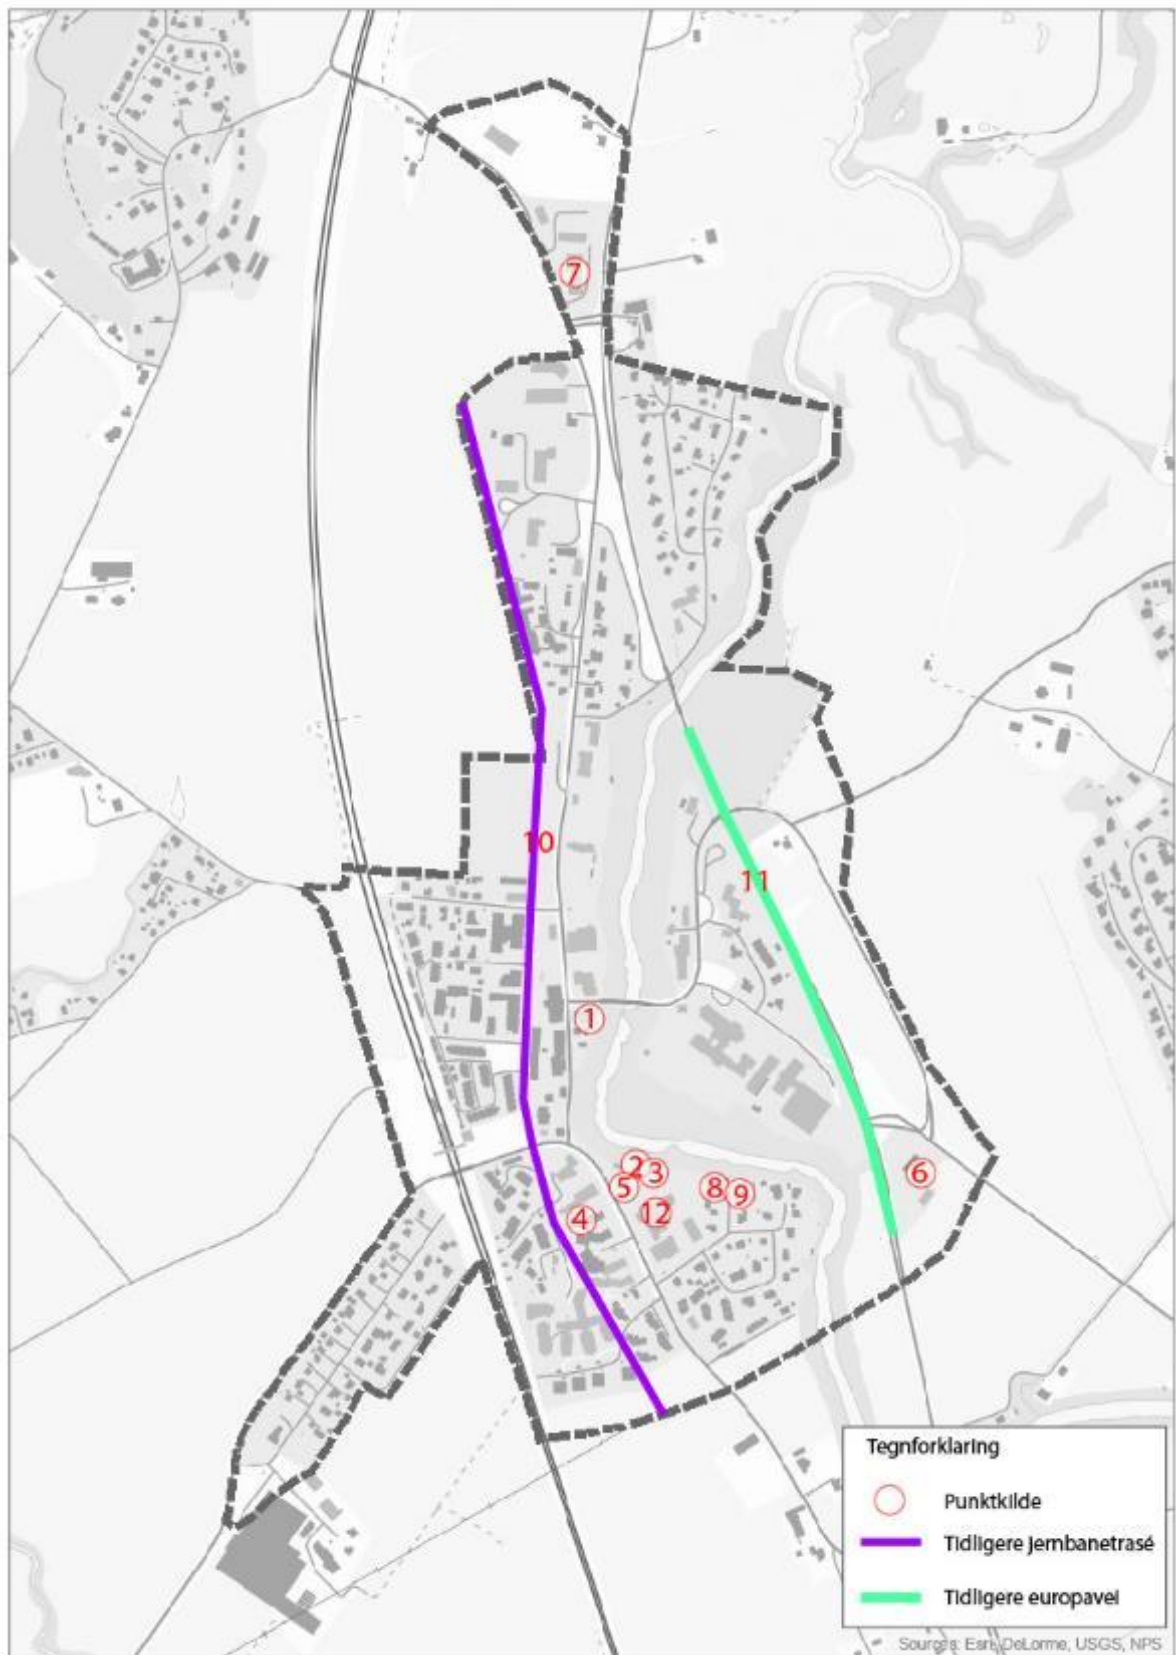 7
10
11
1
2
3
5
8
9
6
4
12
Tegnforklaring
Punktkilde
Tidligere jernbanetrasé
Tidligere europavei
Sources: Esri, DeLorme, USGS, NPS